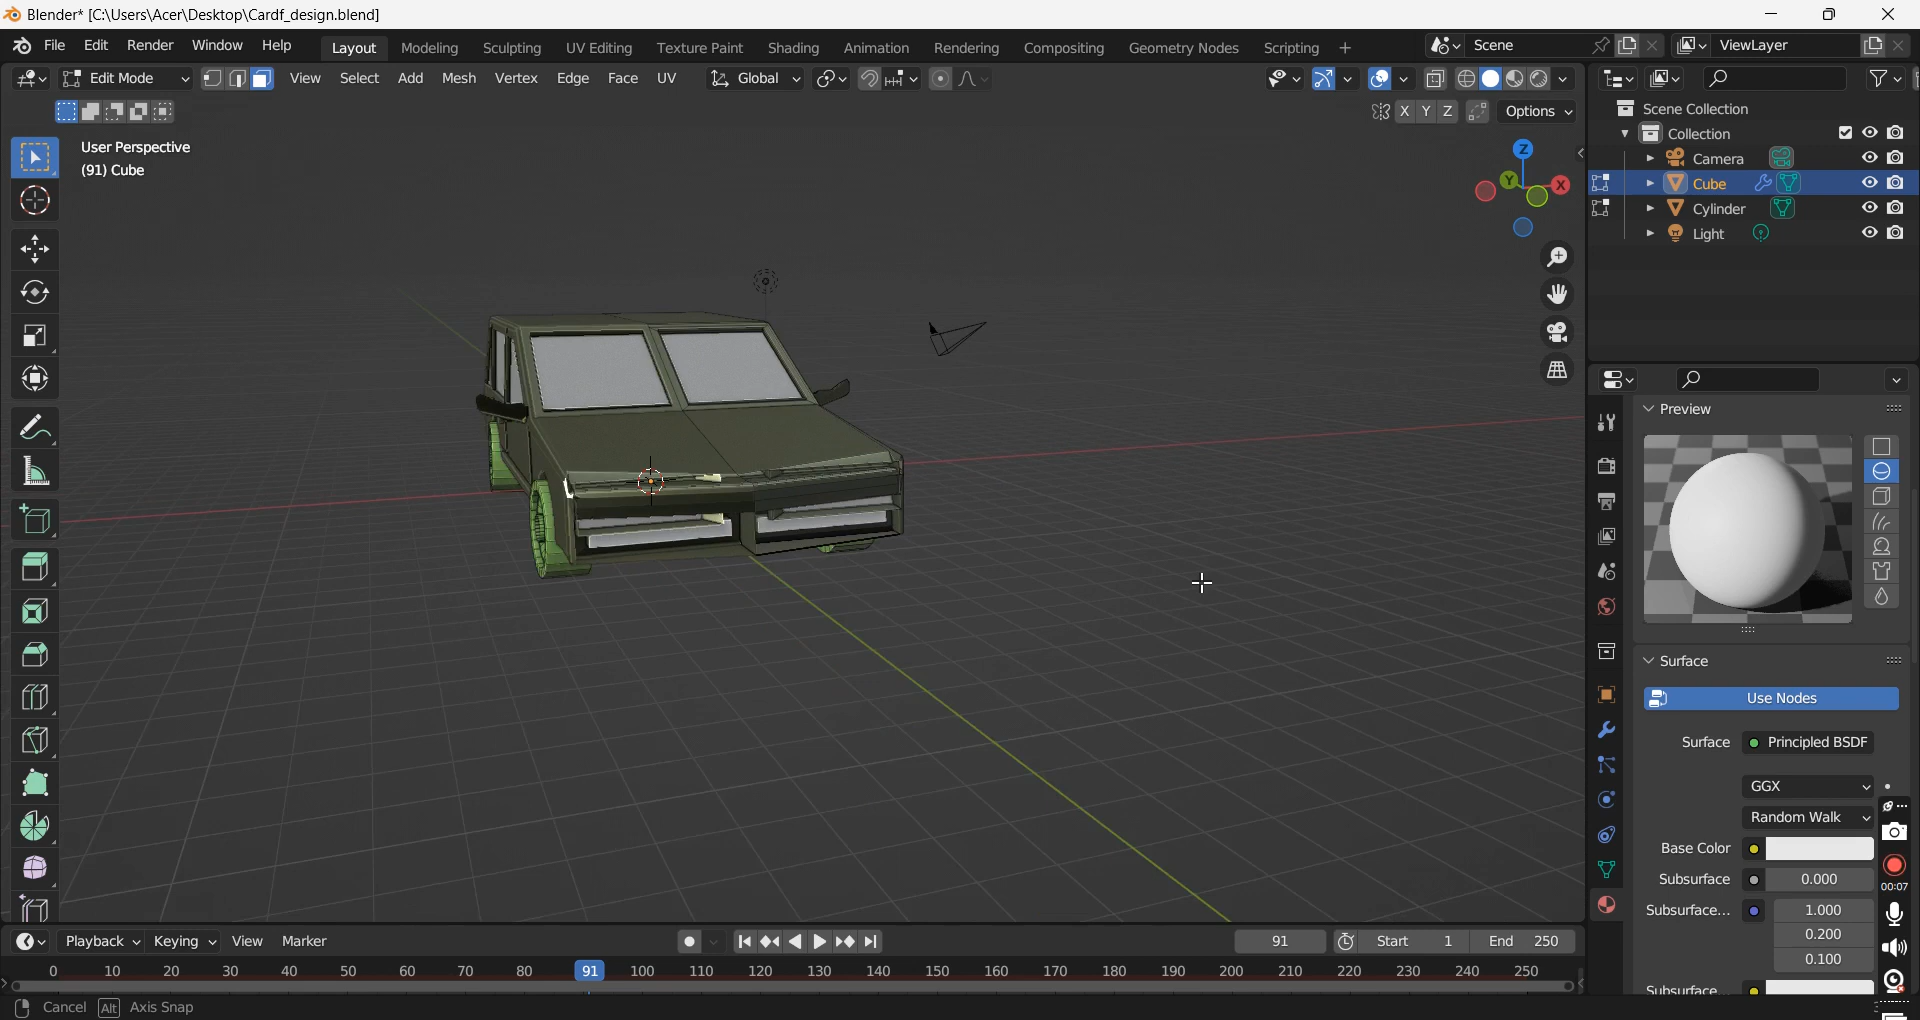 Blender* [C:\Users\Acer\Desktop\Cardf_design.blend]
File Edit Render Window Help Layout Modeling Sculpting UV Editing Texture Paint Shading Animation Rendering Compositing Geometry Nodes Scripting + Scene ViewLayer
Edit Mode View Select Add Mesh Vertex Edge Face UV Global
X Y Z Options
User Perspective
(91) Cube
Z
Y X
Scene Collection
Collection
Camera
Cube
Cylinder
Light
Preview
Surface
Use Nodes
Surface Principled BSDF
GGX
Random Walk
Base Color
Subsurface 0.000
00:07
Subsurface... 1.000
0.200
0.100
Subsurface...
Playback Keying View Marker 91 Start 1 End 250
0 10 20 30 40 50 60 70 80 91 100 110 120 130 140 150 160 170 180 190 200 210 220 230 240 250
Cancel Alt Axis Snap